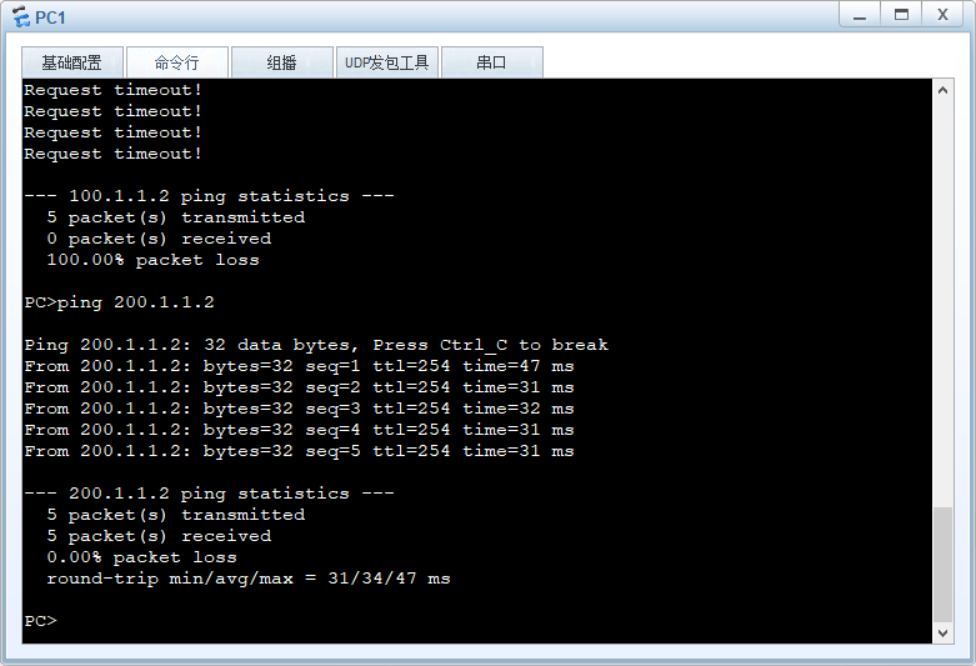 PC1
基础配置 命令行 组播 UDP发包工具 串口
Request timeout!
Request timeout!
Request timeout!
Request timeout!
--- 100.1.1.2 ping statistics ---
5 packet(s) transmitted
0 packet(s) received
100.00% packet loss
PC>ping 200.1.1.2
Ping 200.1.1.2: 32 data bytes, Press Ctrl_C to break
From 200.1.1.2: bytes=32 seq=1 ttl=254 time=47 ms
From 200.1.1.2: bytes=32 seq=2 ttl=254 time=31 ms
From 200.1.1.2: bytes=32 seq=3 ttl=254 time=32 ms
From 200.1.1.2: bytes=32 seq=4 ttl=254 time=31 ms
From 200.1.1.2: bytes=32 seq=5 ttl=254 time=31 ms
--- 200.1.1.2 ping statistics ---
5 packet(s) transmitted
5 packet(s) received
0.00% packet loss
round-trip min/avg/max = 31/34/47 ms
PC>